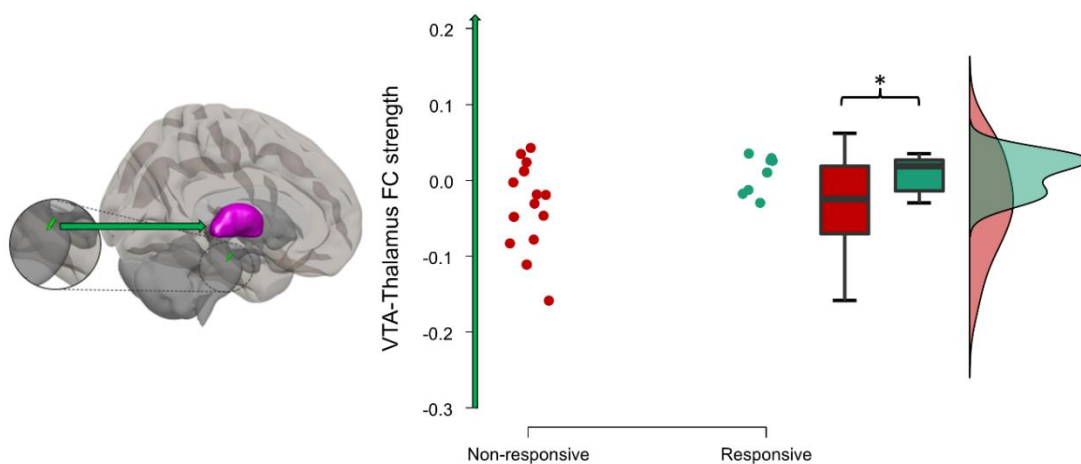 VTA-Thalamus FC strength
0.2
0.1
0.0
-0.1
-0.2
-0.3
*
Non-responsive
Responsive